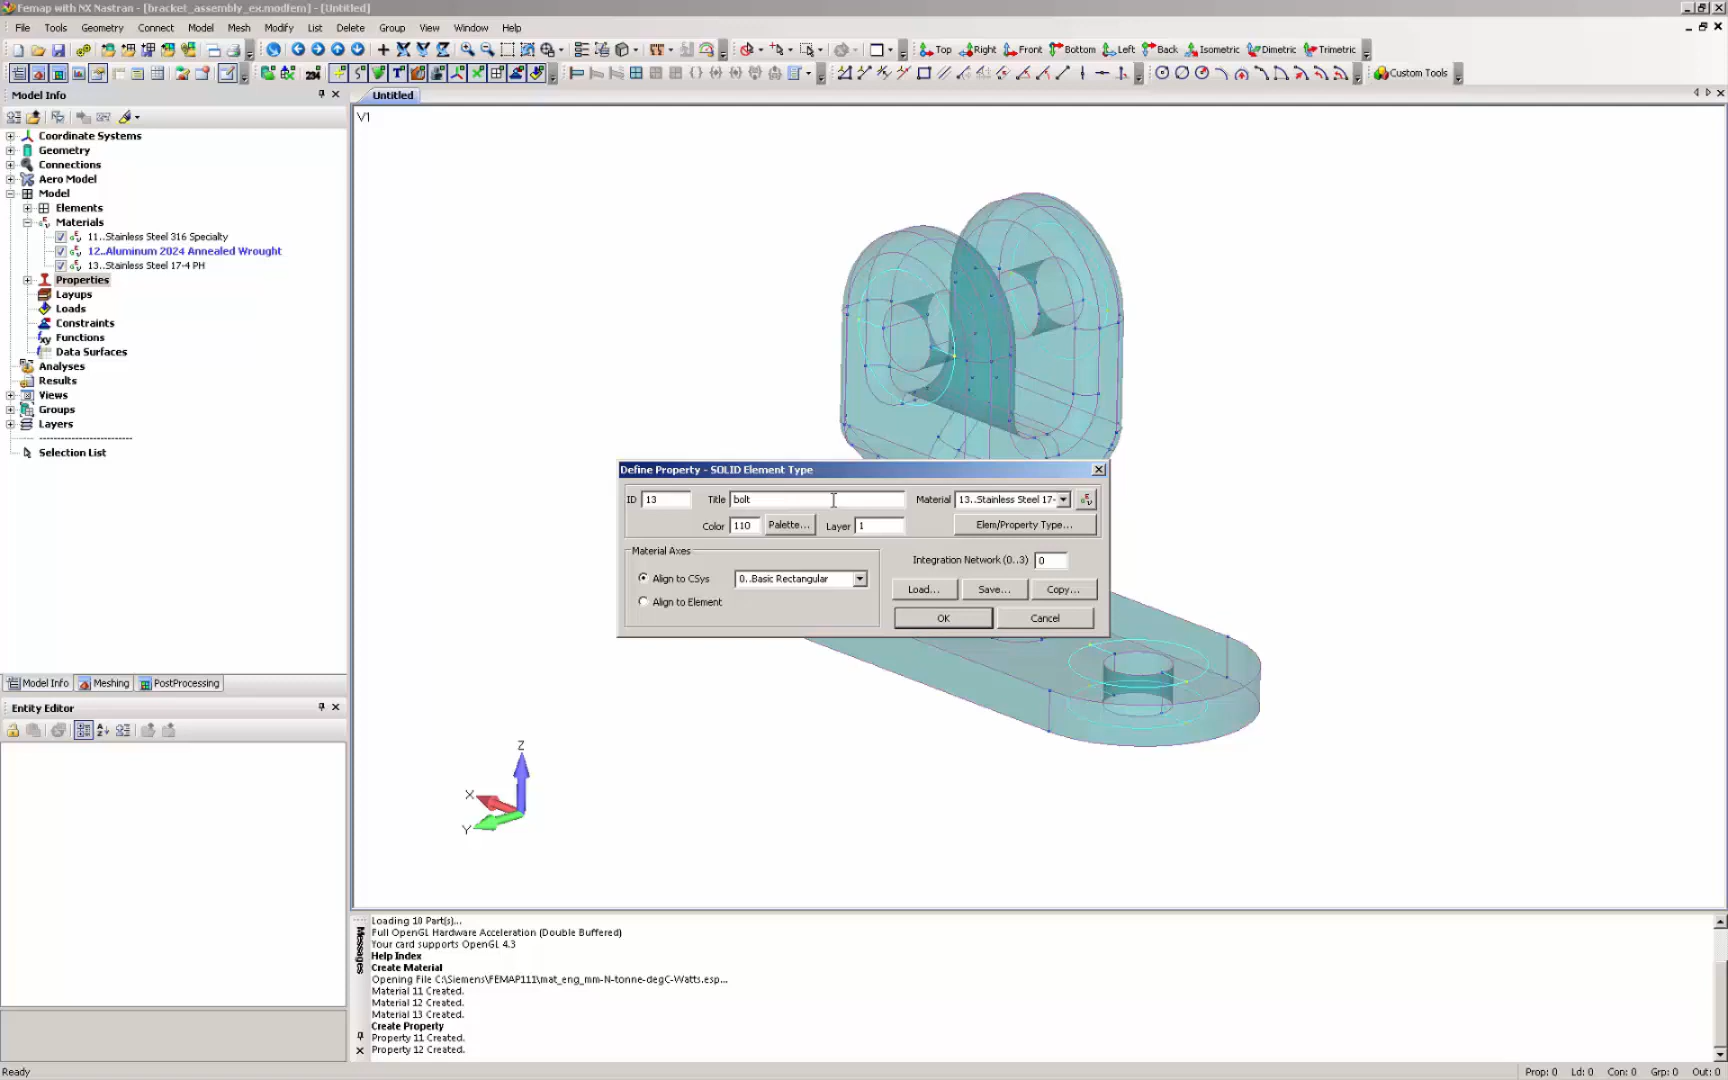 Femap with NX Nastran - [bracket_assembly_ex.modfem] - [Untitled]
File Tools Geometry Connect Model Mesh Modify List Delete Group View Window Help
Top Right Front Bottom Left Back Isometric Dimetric Trimetric
234 T Custom Tools
Model Info
Untitled
V1
Coordinate Systems
Geometry
Connections
Aero Model
Model
Elements
Materials
11..Stainless Steel 316 Specialty
12..Aluminum 2024 Annealed Wrought
13..Stainless Steel 17-4 PH
Properties
Layups
Loads
Constraints
Functions
Data Surfaces
Analyses
Results
Views
Groups
Layers
Selection List
Define Property - SOLID Element Type
ID 13 Title bolt Material 13..Stainless Steel 17-
Color 110 Palette... Layer 1 Elem/Property Type...
Material Axes
Integration Network (0..3) 0
Align to CSys 0..Basic Rectangular
Load... Save... Copy...
Align to Element
OK Cancel
Model Info Meshing PostProcessing
Entity Editor
Z
X
Y
Messages
Loading 10 Part(s)...
Full OpenGL Hardware Acceleration (Double Buffered)
Your card supports OpenGL 4.3
Help Index
Create Material
Opening File C:\Siemens\FEMAP111\mat_eng_mm-N-tonne-degC-Watts.esp...
Material 11 Created.
Material 12 Created.
Material 13 Created.
Create Property
Property 11 Created.
Property 12 Created.
Ready Prop: 0 Ld: 0 Con: 0 Grp: 0 Out: 0